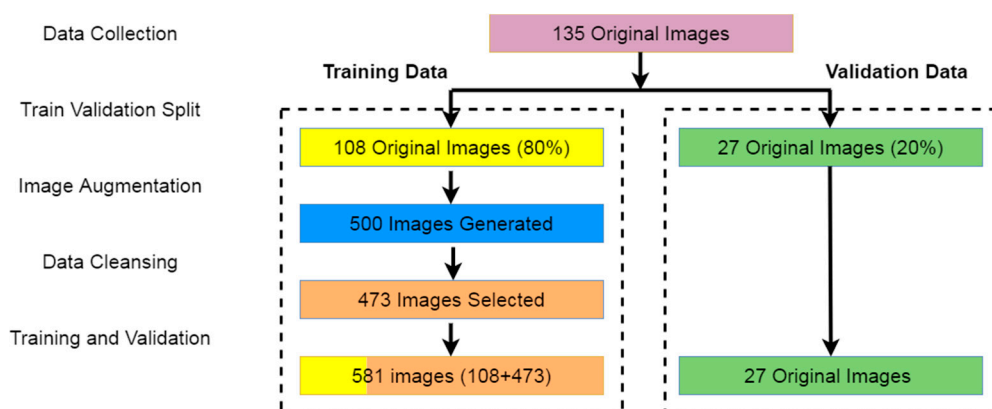 Data Collection
135 Original Images
Training Data
Validation Data
Train Validation Split
108 Original Images (80%)
27 Original Images (20%)
Image Augmentation
500 Images Generated
Data Cleansing
473 Images Selected
Training and Validation
581 images (108+473)
27 Original Images